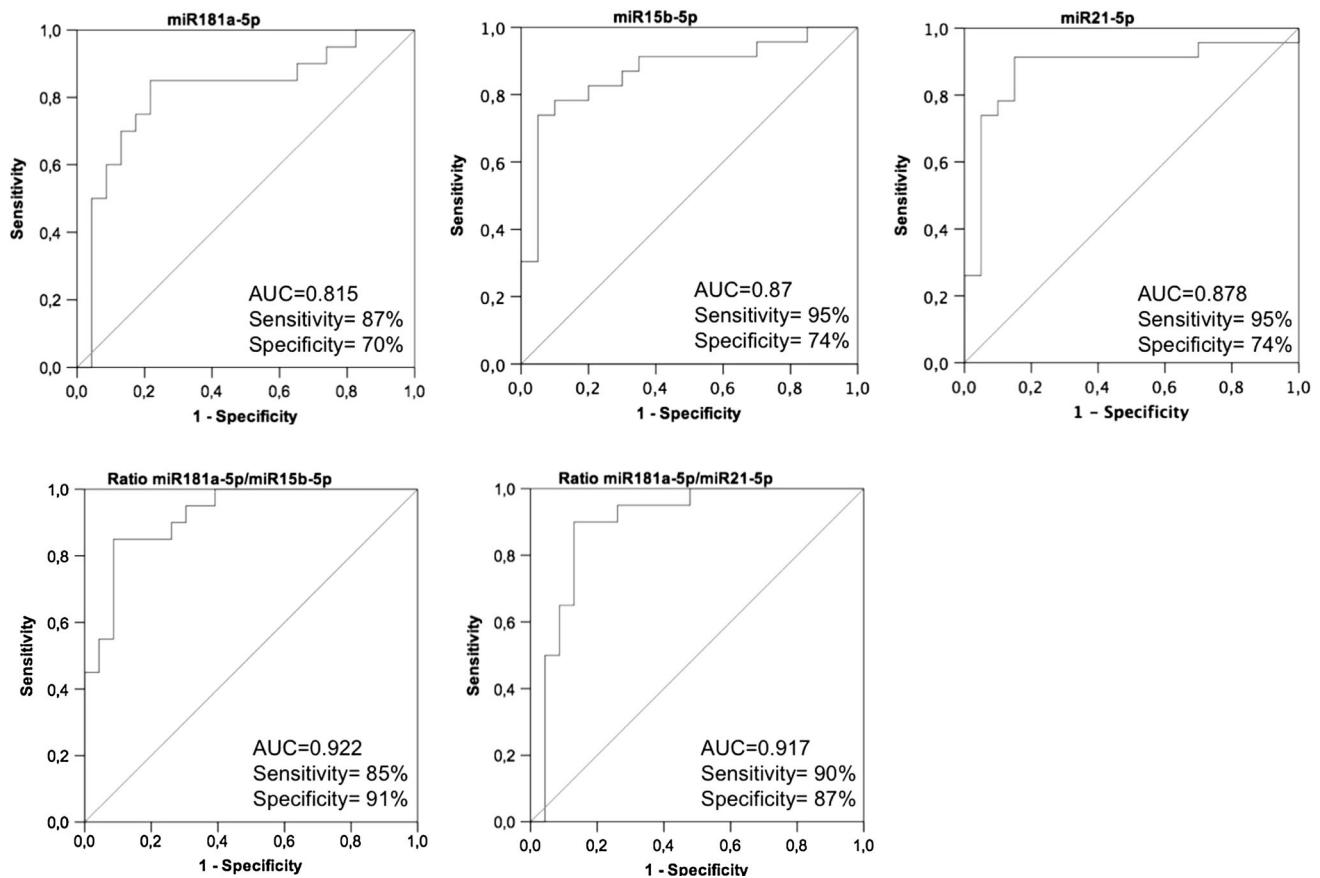 miR181a-5p
1,0
0,8
0,6
0,4
0,2
0,0
Sensitivity
AUC=0.815
Sensitivity= 87%
Specificity= 70%
0,0 0,2 0,4 0,6 0,8 1,0
1 - Specificity
miR15b-5p
1,0
0,8
0,6
0,4
0,2
0,0
Sensitivity
AUC=0.87
Sensitivity= 95%
Specificity= 74%
0,0 0,2 0,4 0,6 0,8 1,0
1 - Specificity
miR21-5p
1,0
0,8
0,6
0,4
0,2
0,0
Sensitivity
AUC=0.878
Sensitivity= 95%
Specificity= 74%
0,0 0,2 0,4 0,6 0,8 1,0
1 – Specificity
Ratio miR181a-5p/miR15b-5p
1,0
0,8
0,6
0,4
0,2
0,0
Sensitivity
AUC=0.922
Sensitivity= 85%
Specificity= 91%
0,0 0,2 0,4 0,6 0,8 1,0
1 - Specificity
Ratio miR181a-5p/miR21-5p
1,0
0,8
0,6
0,4
0,2
0,0
Sensitivity
AUC=0.917
Sensitivity= 90%
Specificity= 87%
0,0 0,2 0,4 0,6 0,8 1,0
1 - Specificity